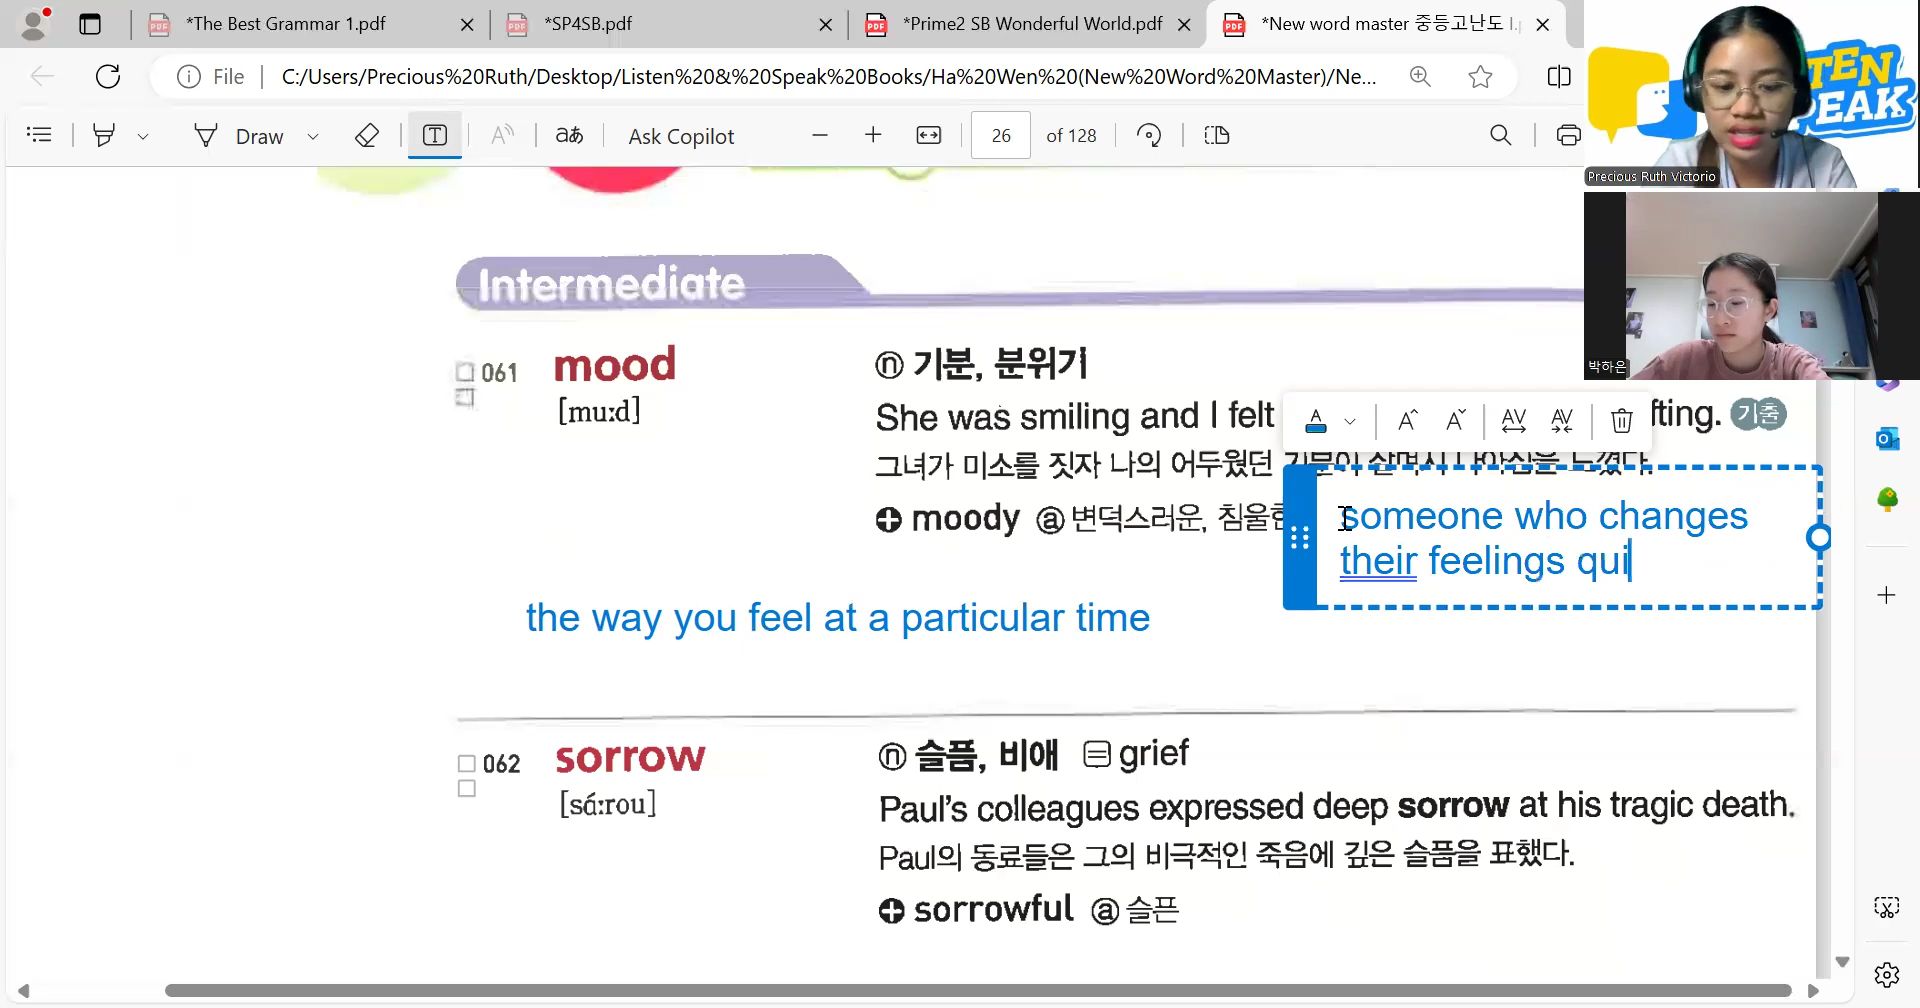 *The Best Grammar 1.pdf
*SP4SB.pdf
*Prime2 SB Wonderful World.pdf
*New word master 중등고난도 I.
File
C:/Users/Precious%20Ruth/Desktop/Listen%20&%20Speak%20Books/Ha%20Wen%20(New%20Word%20Master)/Ne...
Draw
aあ
Ask Copilot
26
of 128
TEN
PEAK
Precious Ruth Victorio
박하은
Intermediate
061
mood
[muːd]
ⓝ 기분, 분위기
She was smiling and I felt
fting. 기출
그녀가 미소를 짓자 나의 어두웠던
moody ⓐ 변덕스러운,
someone who changes
their feelings qui
the way you feel at a particular time
062
sorrow
[sáːrou]
ⓝ 슬픔, 비애 grief
Paul's colleagues expressed deep sorrow at his tragic death.
Paul의 동료들은 그의 비극적인 죽음에 깊은 슬픔을 표했다.
sorrowful ⓐ 슬픈